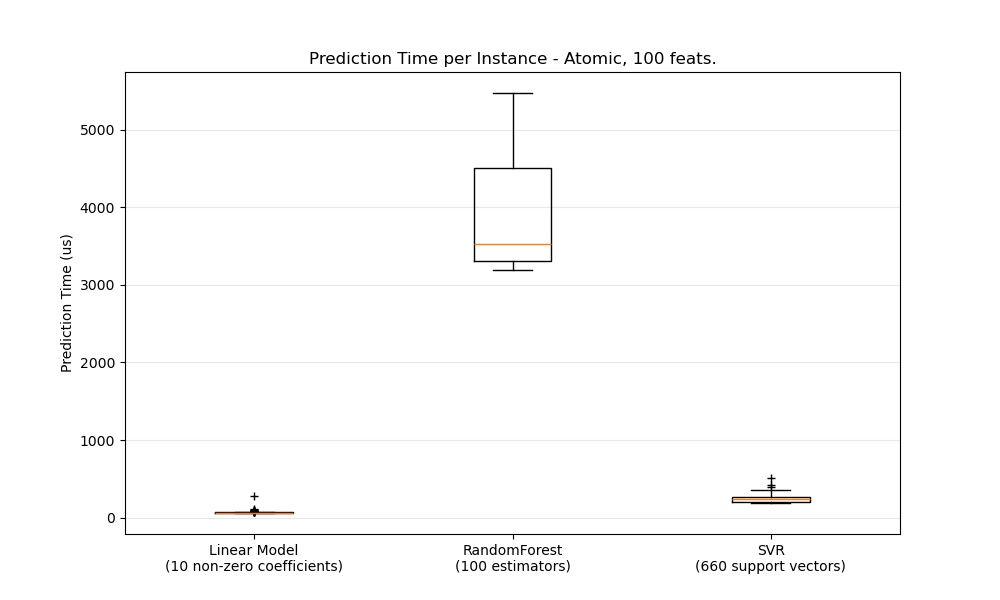 Prediction Time per Instance - Atomic, 100 feats.
Prediction Time (us)
5000
4000
3000
2000
1000
0
Linear Model
(10 non-zero coefficients)
RandomForest
(100 estimators)
SVR
(660 support vectors)